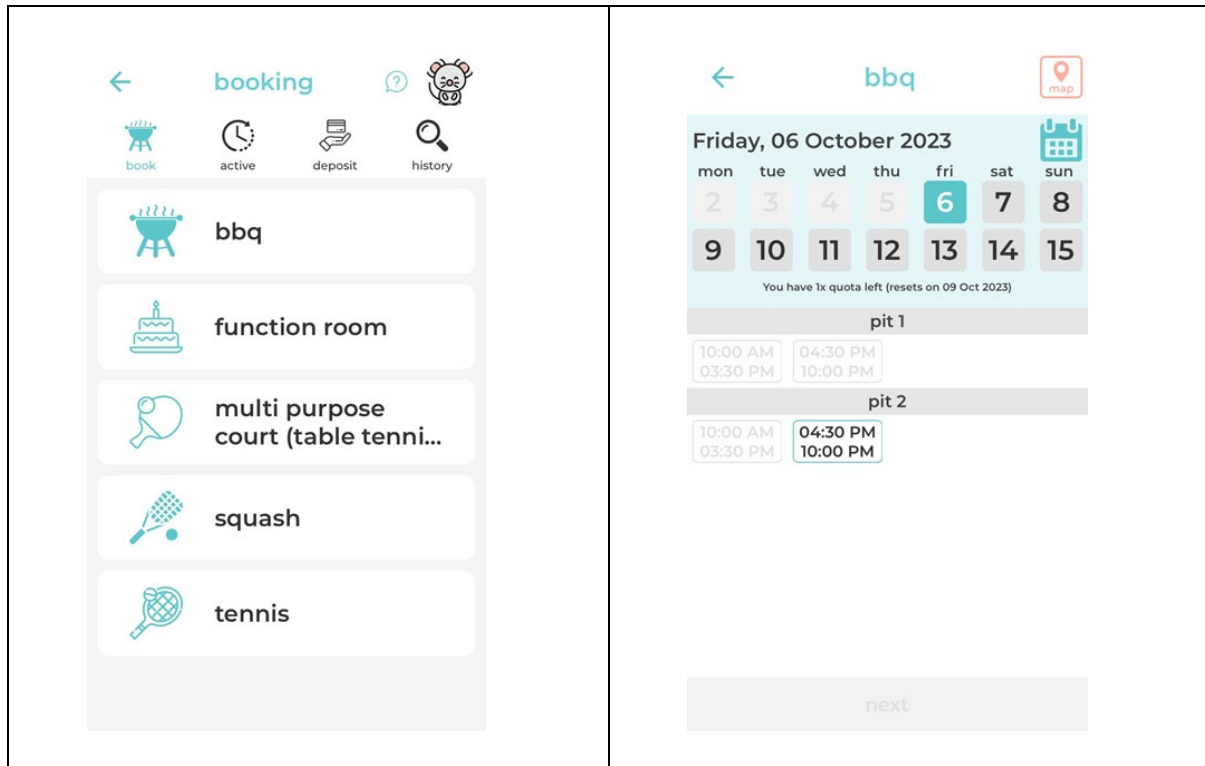 booking
?
book active deposit history
bbq
function room
multi purpose
court (table tenni...
squash
tennis
bbq
map
Friday, 06 October 2023
mon tue wed thu fri sat sun
2 3 4 5 6 7 8
9 10 11 12 13 14 15
You have 1x quota left (resets on 09 Oct 2023)
pit 1
10:00 AM 04:30 PM
03:30 PM 10:00 PM
pit 2
10:00 AM 04:30 PM
03:30 PM 10:00 PM
next